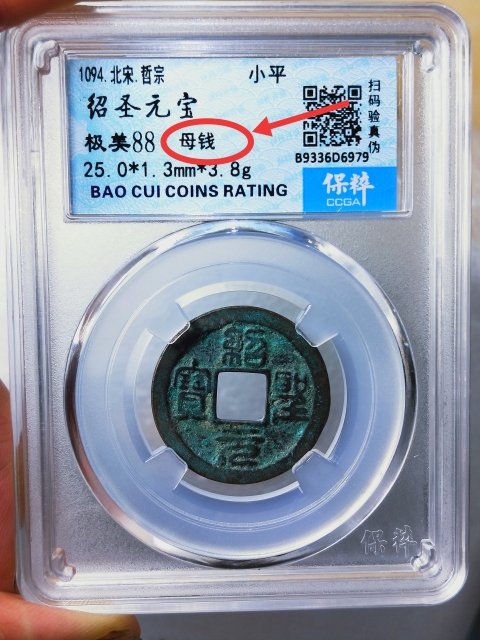 1094.北宋.哲宗 小平
绍圣元宝
极美88 母钱
25.0*1.3mm*3.8g
BAO CUI COINS RATING
扫码验真伪
B9336D6979
保粹
CCGA
紹聖元寳
保粹